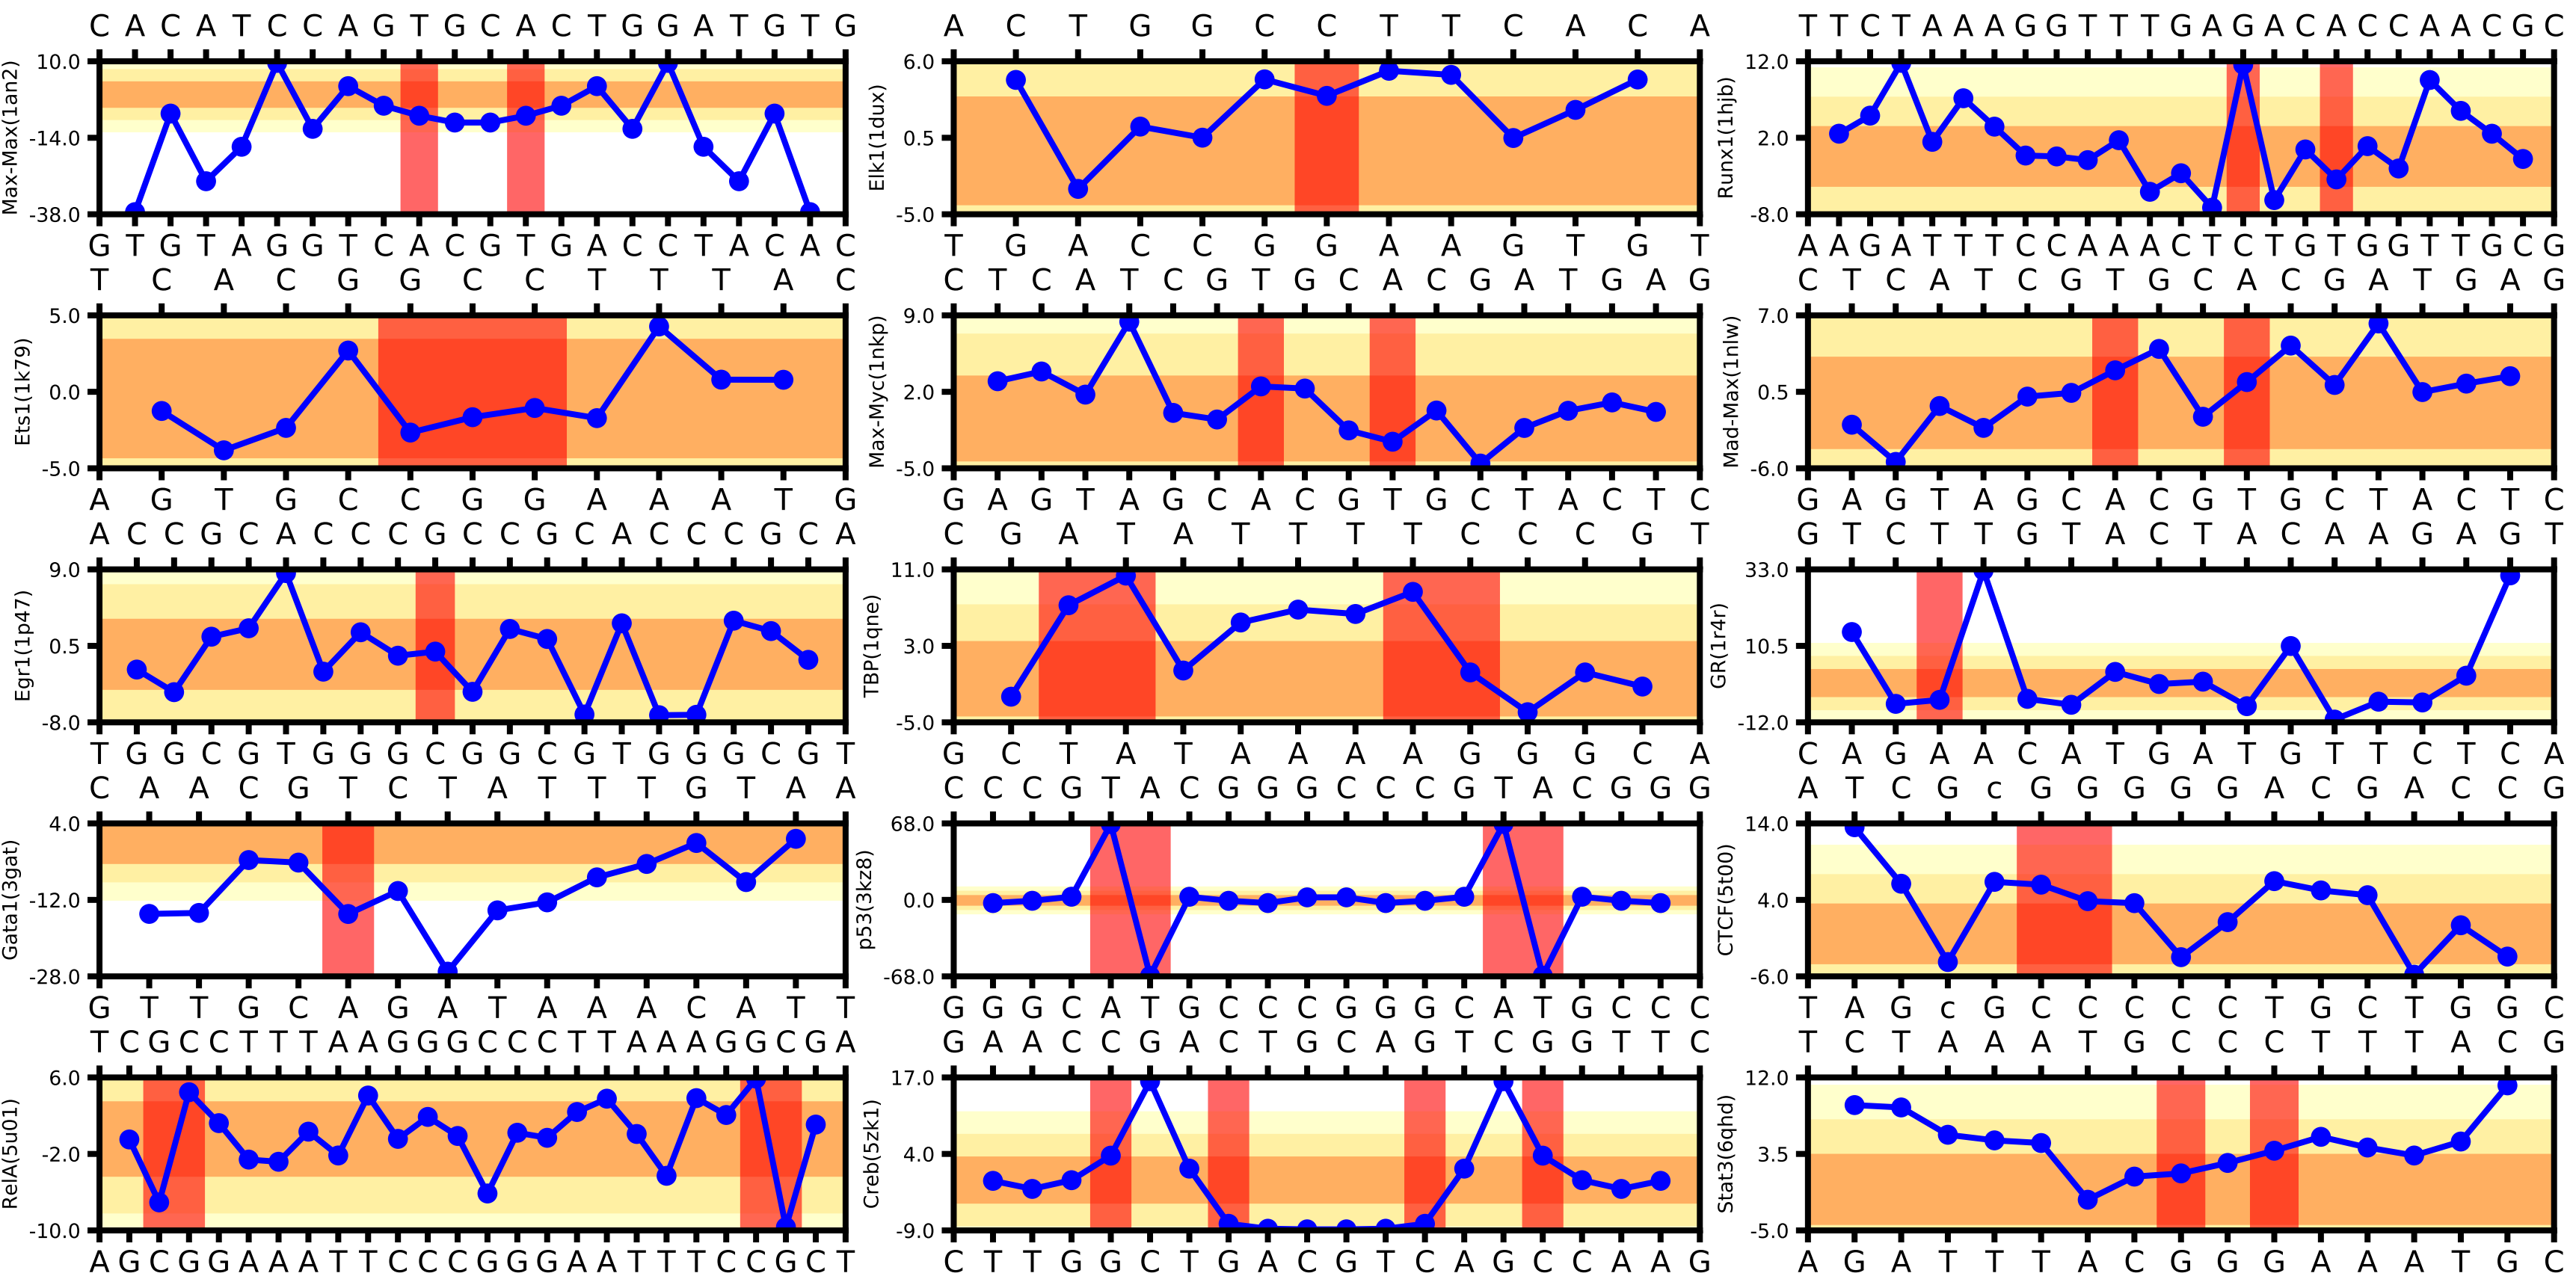 C A C A T C C A G T G C A C T G G A T G T G
10.0
-14.0
-38.0
Max-Max(1an2)
G T G T A G G T C A C G T G A C C T A C A C
A C T G G C C T T C A C A
6.0
0.5
-5.0
Elk1(1dux)
T G A C C G G A A G T G T
T T C T A A A G G T T T G A G A C A C C A A C G C
12.0
2.0
-8.0
Runx1(1hjb)
A A G A T T T C C A A A C T C T G T G G T T G C G
T C A C G G C C T T T A C
5.0
0.0
-5.0
Ets1(1k79)
A G T G C C G G A A A T G
C T C A T C G T G C A C G A T G A G
9.0
2.0
-5.0
Max-Myc(1nkp)
G A G T A G C A C G T G C T A C T C
C T C A T C G T G C A C G A T G A G
7.0
0.5
-6.0
Mad-Max(1nlw)
G A G T A G C A C G T G C T A C T C
A C C G C A C C C G C C G C A C C C G C A
9.0
0.5
-8.0
Egr1(1p47)
T G G C G T G G G C G G C G T G G G C G T
C G A T A T T T T C C C G T
11.0
3.0
-5.0
TBP(1qne)
G C T A T A A A A G G G C A
G T C T T G T A C T A C A A G A G T
33.0
10.5
-12.0
GR(1r4r)
C A G A A C A T G A T G T T C T C A
C A A C G T C T A T T T G T A A
4.0
-12.0
-28.0
Gata1(3gat)
G T T G C A G A T A A A C A T T
C C C G T A C G G G C C C G T A C G G G
68.0
0.0
-68.0
p53(3kz8)
G G G C A T G C C C G G G C A T G C C C
A T C G c G G G G G A C G A C C G
14.0
4.0
-6.0
CTCF(5t00)
T A G c G C C C C C T G C T G G C
T C G C C T T T A A G G G C C C T T A A A G G C G A
6.0
-2.0
-10.0
RelA(5u01)
A G C G G A A A T T C C C G G G A A T T T C C G C T
G A A C C G A C T G C A G T C G G T T C
17.0
4.0
-9.0
Creb(5zk1)
C T T G G C T G A C G T C A G C C A A G
T C T A A A T G C C C T T T A C G
12.0
3.5
-5.0
Stat3(6qhd)
A G A T T T A C G G G A A A T G C